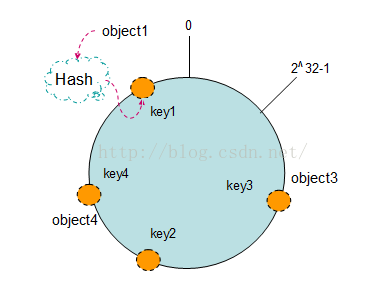 0
object1
2^32-1
Hash
key1
http://blog.csdn.net/
key4
key3
object3
object4
key2